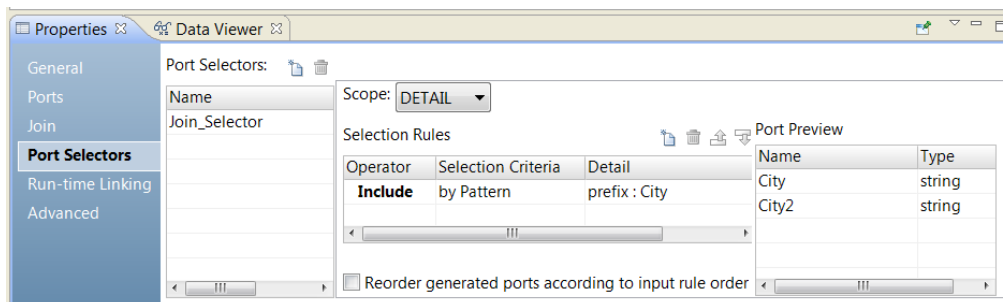 Properties Data Viewer
General
Ports
Join
Port Selectors
Run-time Linking
Advanced
Port Selectors:
Name
Join_Selector
Scope: DETAIL
Selection Rules
Operator Selection Criteria Detail
Include by Pattern prefix : City
Reorder generated ports according to input rule order
Port Preview
Name Type
City string
City2 string